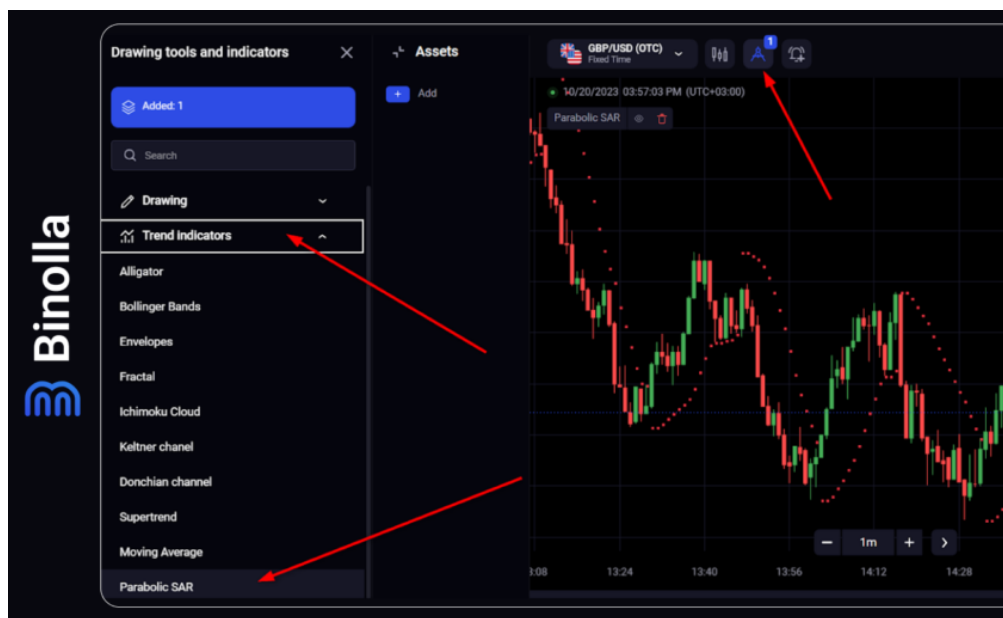 Binolla
Drawing tools and indicators
Added: 1
Search
Drawing
Trend indicators
Alligator
Bollinger Bands
Envelopes
Fractal
Ichimoku Cloud
Keltner chanel
Donchian channel
Supertrend
Moving Average
Parabolic SAR
Assets
+ Add
GBP/USD (OTC)
Fixed Time
1
10/20/2023 03:57:03 PM (UTC+03:00)
Parabolic SAR
− 1m + >
13:24 13:40 13:56 14:12 14:28